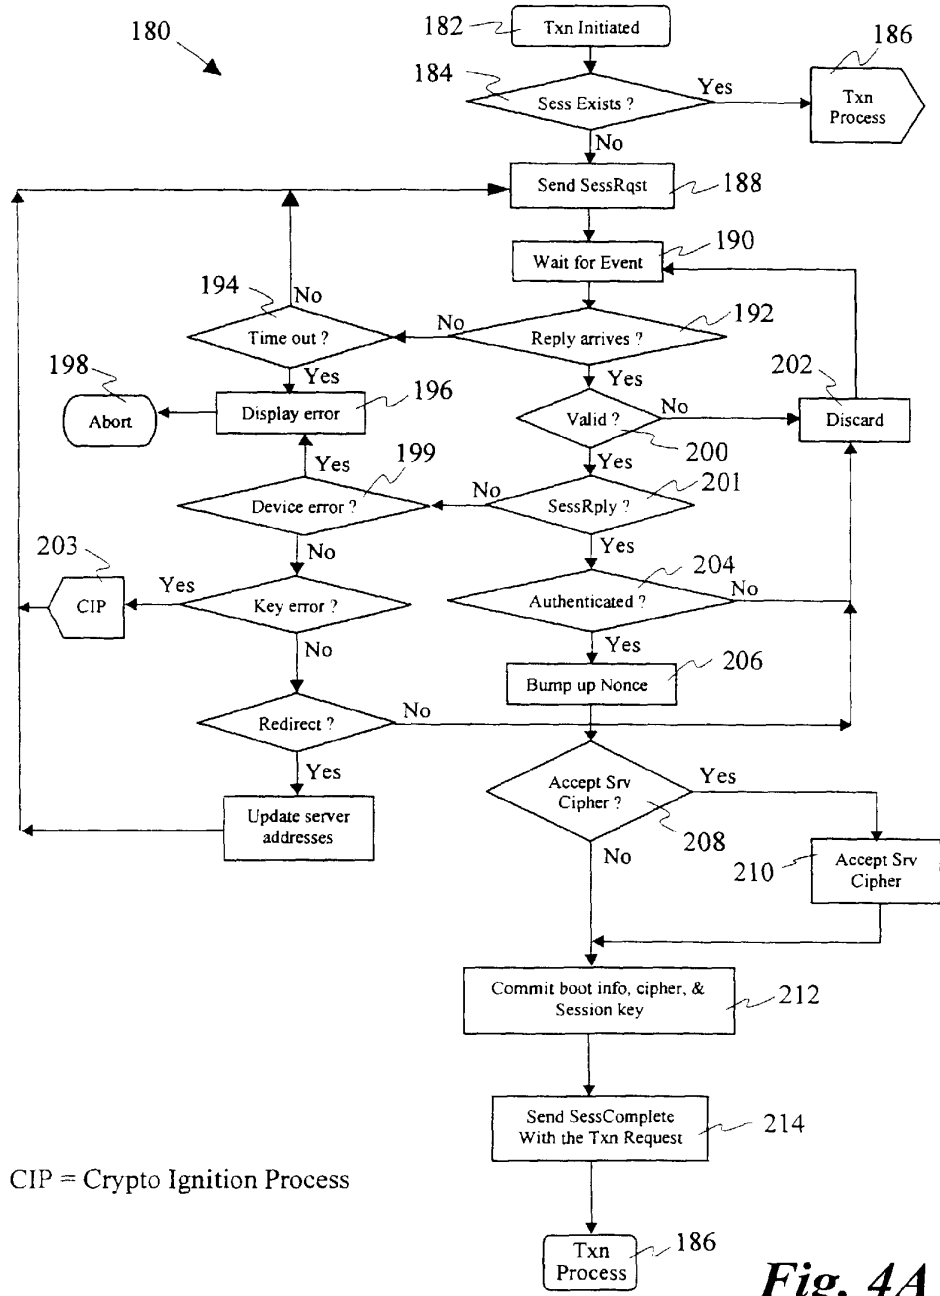 180
182
Txn Initiated
186
184
Sess Exists ?
Yes
Txn
Process
No
Send SessRqst
188
190
Wait for Event
194
No
192
Time out ?
No
Reply arrives ?
198
Yes
196
Yes
202
Abort
Display error
Valid ?
No
Discard
200
Yes
199
Yes
201
Device error ?
No
SessRply ?
203
No
Yes
204
CIP
Yes
Key error ?
Authenticated ?
No
No
Yes
206
Bump up Nonce
Redirect ?
No
Yes
Accept Srv
Cipher ?
Yes
Update server
addresses
208
No
210
Accept Srv
Cipher
Commit boot info, cipher, &
Session key
212
Send SessComplete
With the Txn Request
214
CIP = Crypto Ignition Process
Txn
Process
186
Fig. 4A